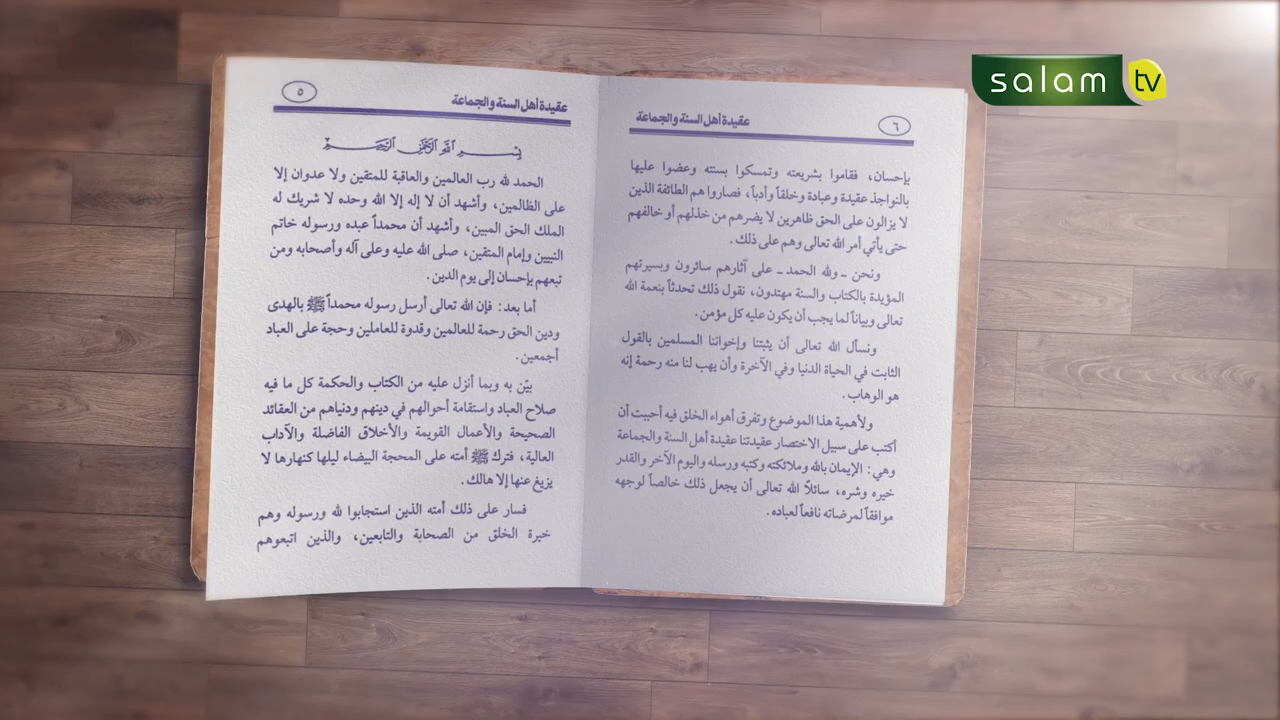 salam tv
٥
عقيدة أهل السنة والجماعة
بسم الله الرحمن الرحيم
الحمد لله رب العالمين والعاقبة للمتقين ولا عدوان إلا
على الظالمين، وأشهد أن لا إله إلا الله وحده لا شريك له
الملك الحق المبين، وأشهد أن محمداً عبده ورسوله خاتم
النبيين وإمام المتقين، صلى الله عليه وعلى آله وأصحابه ومن
تبعهم بإحسان إلى يوم الدين.
أما بعد: فإن الله تعالى أرسل رسوله محمداً ﷺ بالهدى
ودين الحق رحمة للعالمين وقدوة للعاملين وحجة على العباد
أجمعين.
بيّن به وبما أنزل عليه من الكتاب والحكمة كل ما فيه
صلاح العباد واستقامة أحوالهم في دينهم ودنياهم من العقائد
الصحيحة والأعمال القويمة والأخلاق الفاضلة والآداب
العالية، فترك ﷺ أمته على المحجة البيضاء ليلها كنهارها لا
يزيغ عنها إلا هالك.
فسار على ذلك أمته الذين استجابوا لله ورسوله وهم
خيرة الخلق من الصحابة والتابعين، والذين اتبعوهم
عقيدة أهل السنة والجماعة
٦
بإحسان، فقاموا بشريعته وتمسكوا بسنته وعضوا عليها
بالنواجذ عقيدة وعبادة وخلقاً وأدباً، فصاروا هم الطائفة الذين
لا يزالون على الحق ظاهرين لا يضرهم من خذلهم أو خالفهم
حتى يأتي أمر الله تعالى وهم على ذلك.
ونحن ـ ولله الحمد ـ على آثارهم سائرون وبسيرتهم
المؤيدة بالكتاب والسنة مهتدون، نقول ذلك تحدثاً بنعمة الله
تعالى وبياناً لما يجب أن يكون عليه كل مؤمن.
ونسأل الله تعالى أن يثبتنا وإخواننا المسلمين بالقول
الثابت في الحياة الدنيا وفي الآخرة وأن يهب لنا منه رحمة إنه
هو الوهاب.
ولأهمية هذا الموضوع وتفرق أهواء الخلق فيه أحببت أن
أكتب على سبيل الاختصار عقيدتنا عقيدة أهل السنة والجماعة
وهي: الإيمان بالله وملائكته وكتبه ورسله واليوم الآخر والقدر
خيره وشره، سائلاً الله تعالى أن يجعل ذلك خالصاً لوجهه
موافقاً لمرضاته نافعاً لعباده.